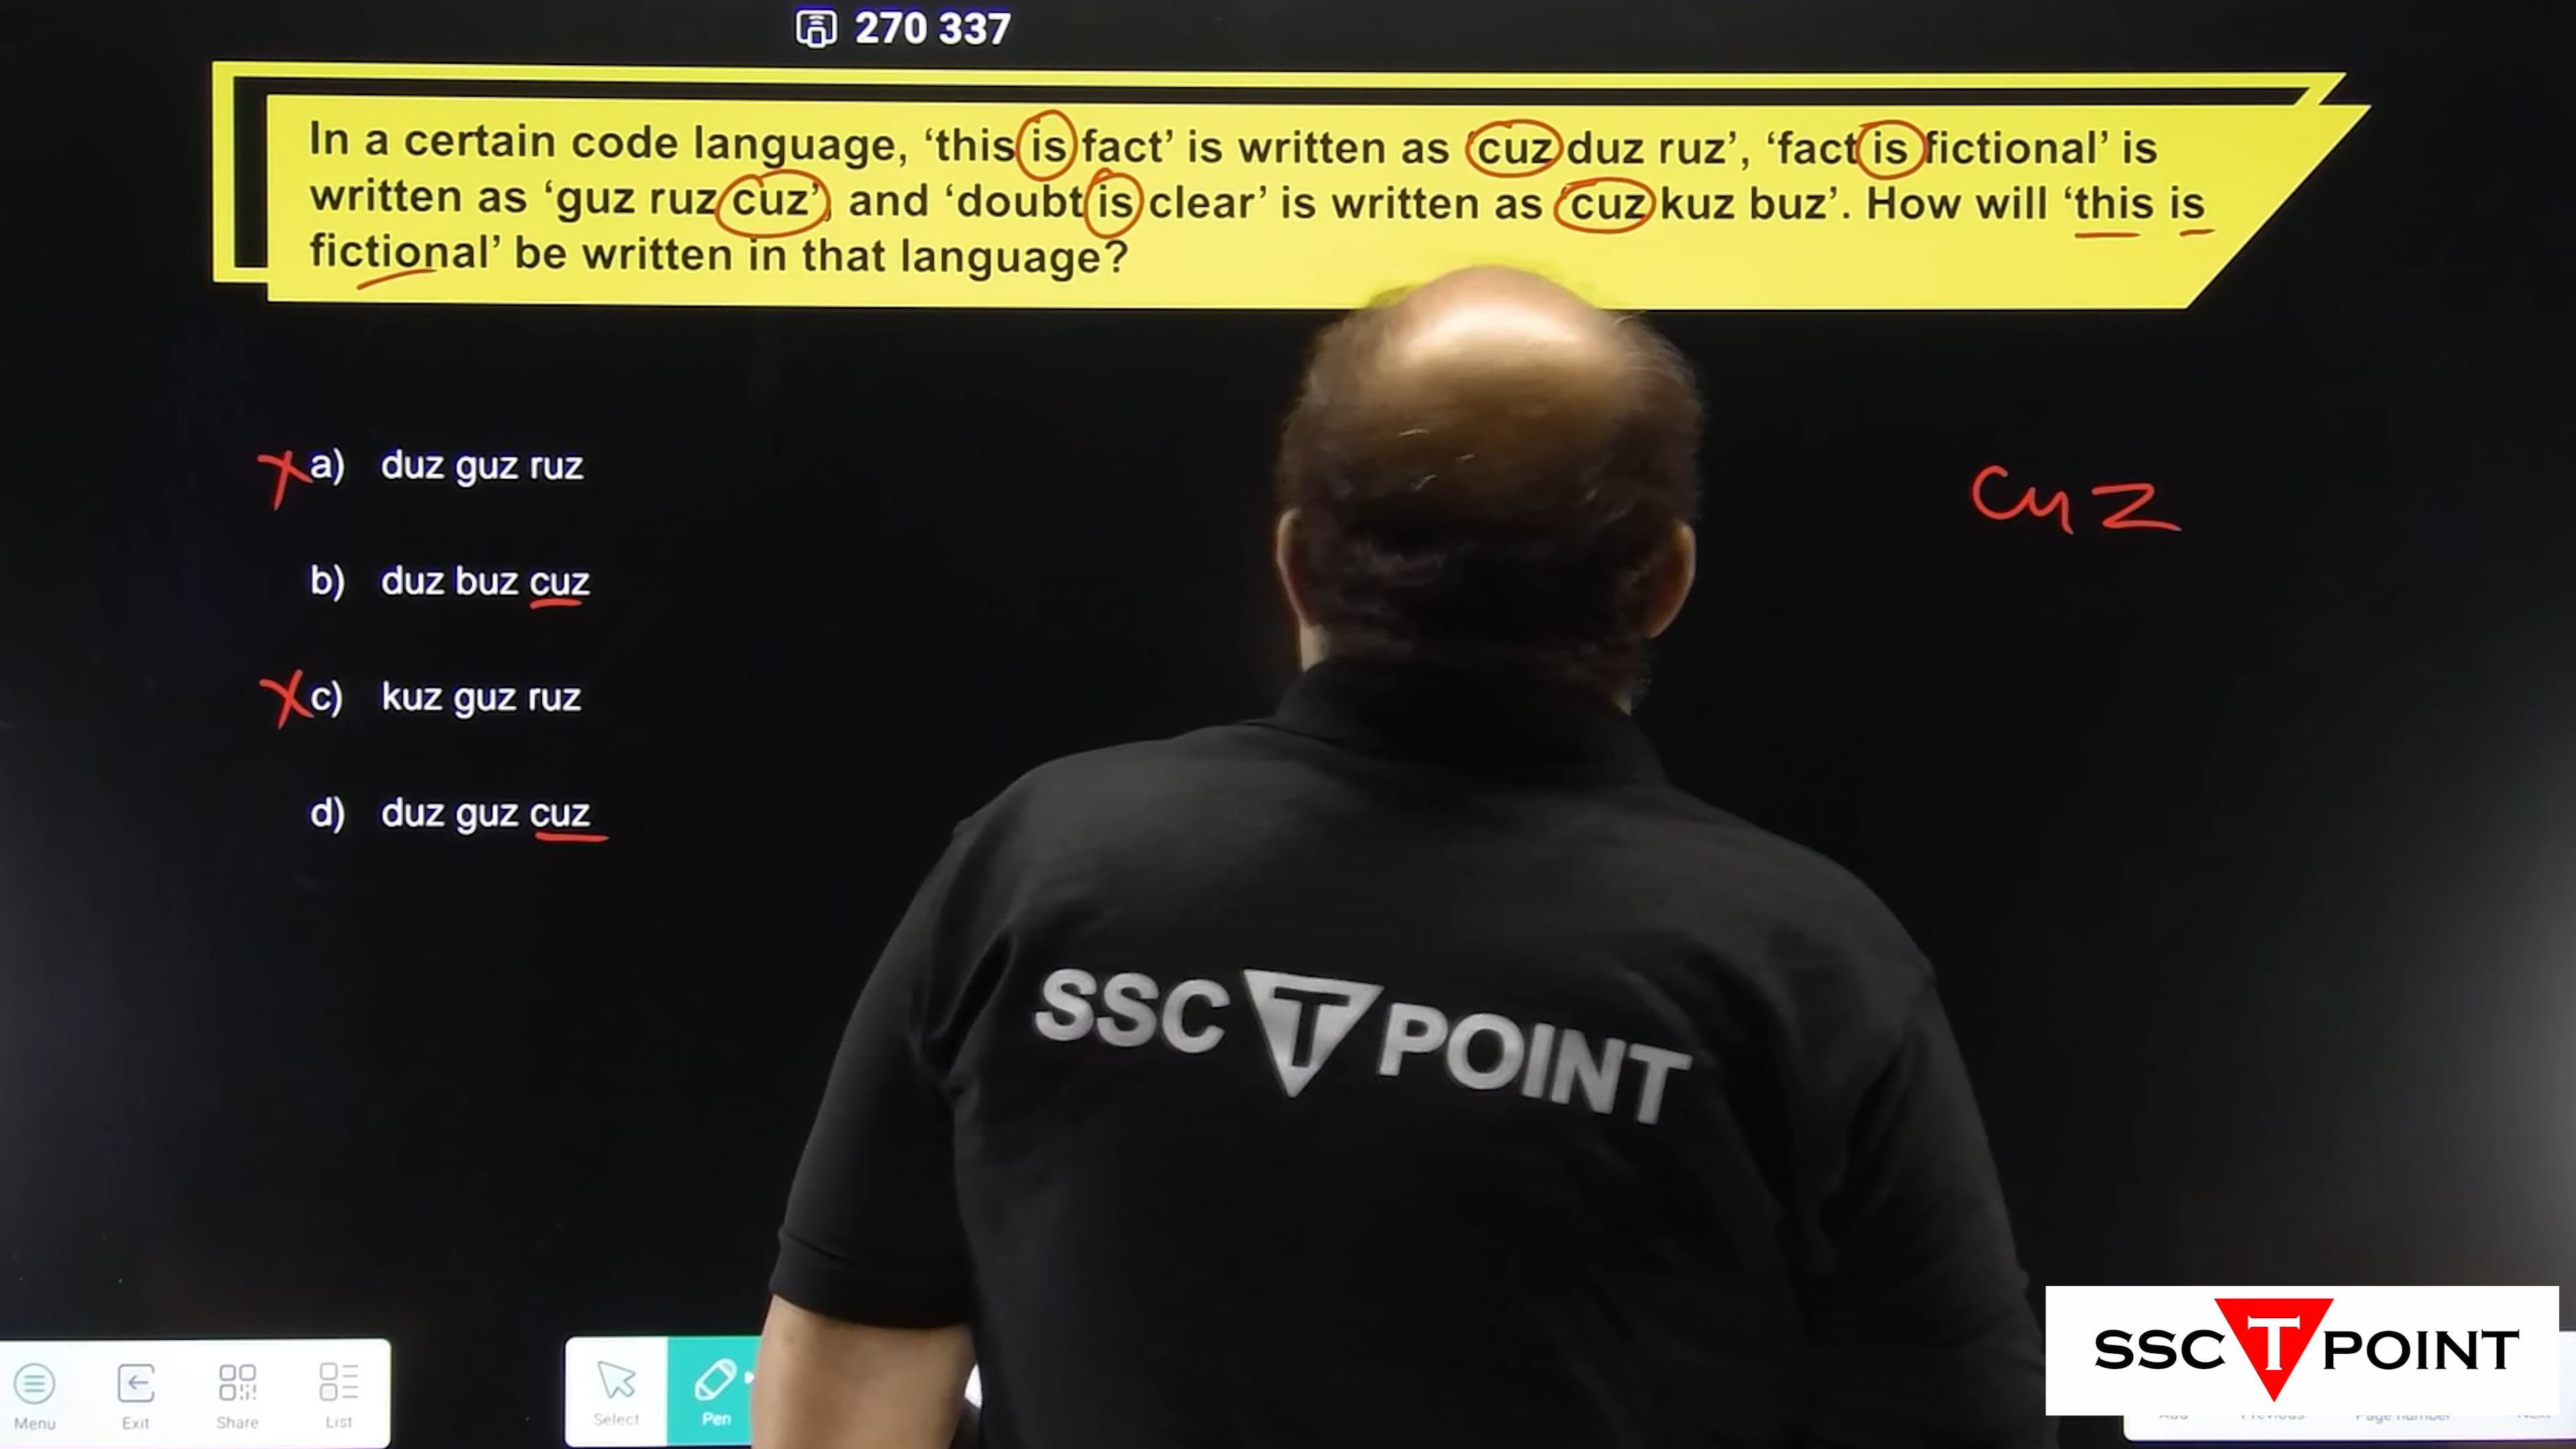 270 337
In a certain code language, ‘this is fact’ is written as ‘cuz duz ruz’, ‘fact is fictional’ is
written as ‘guz ruz cuz’, and ‘doubt is clear’ is written as ‘cuz kuz buz’. How will ‘this is
fictional’ be written in that language?
X a) duz guz ruz
cuz
b) duz buz cuz
X c) kuz guz ruz
d) duz guz cuz
SSC T POINT
SSC T POINT
Menu Exit Share List Select Pen
Page number